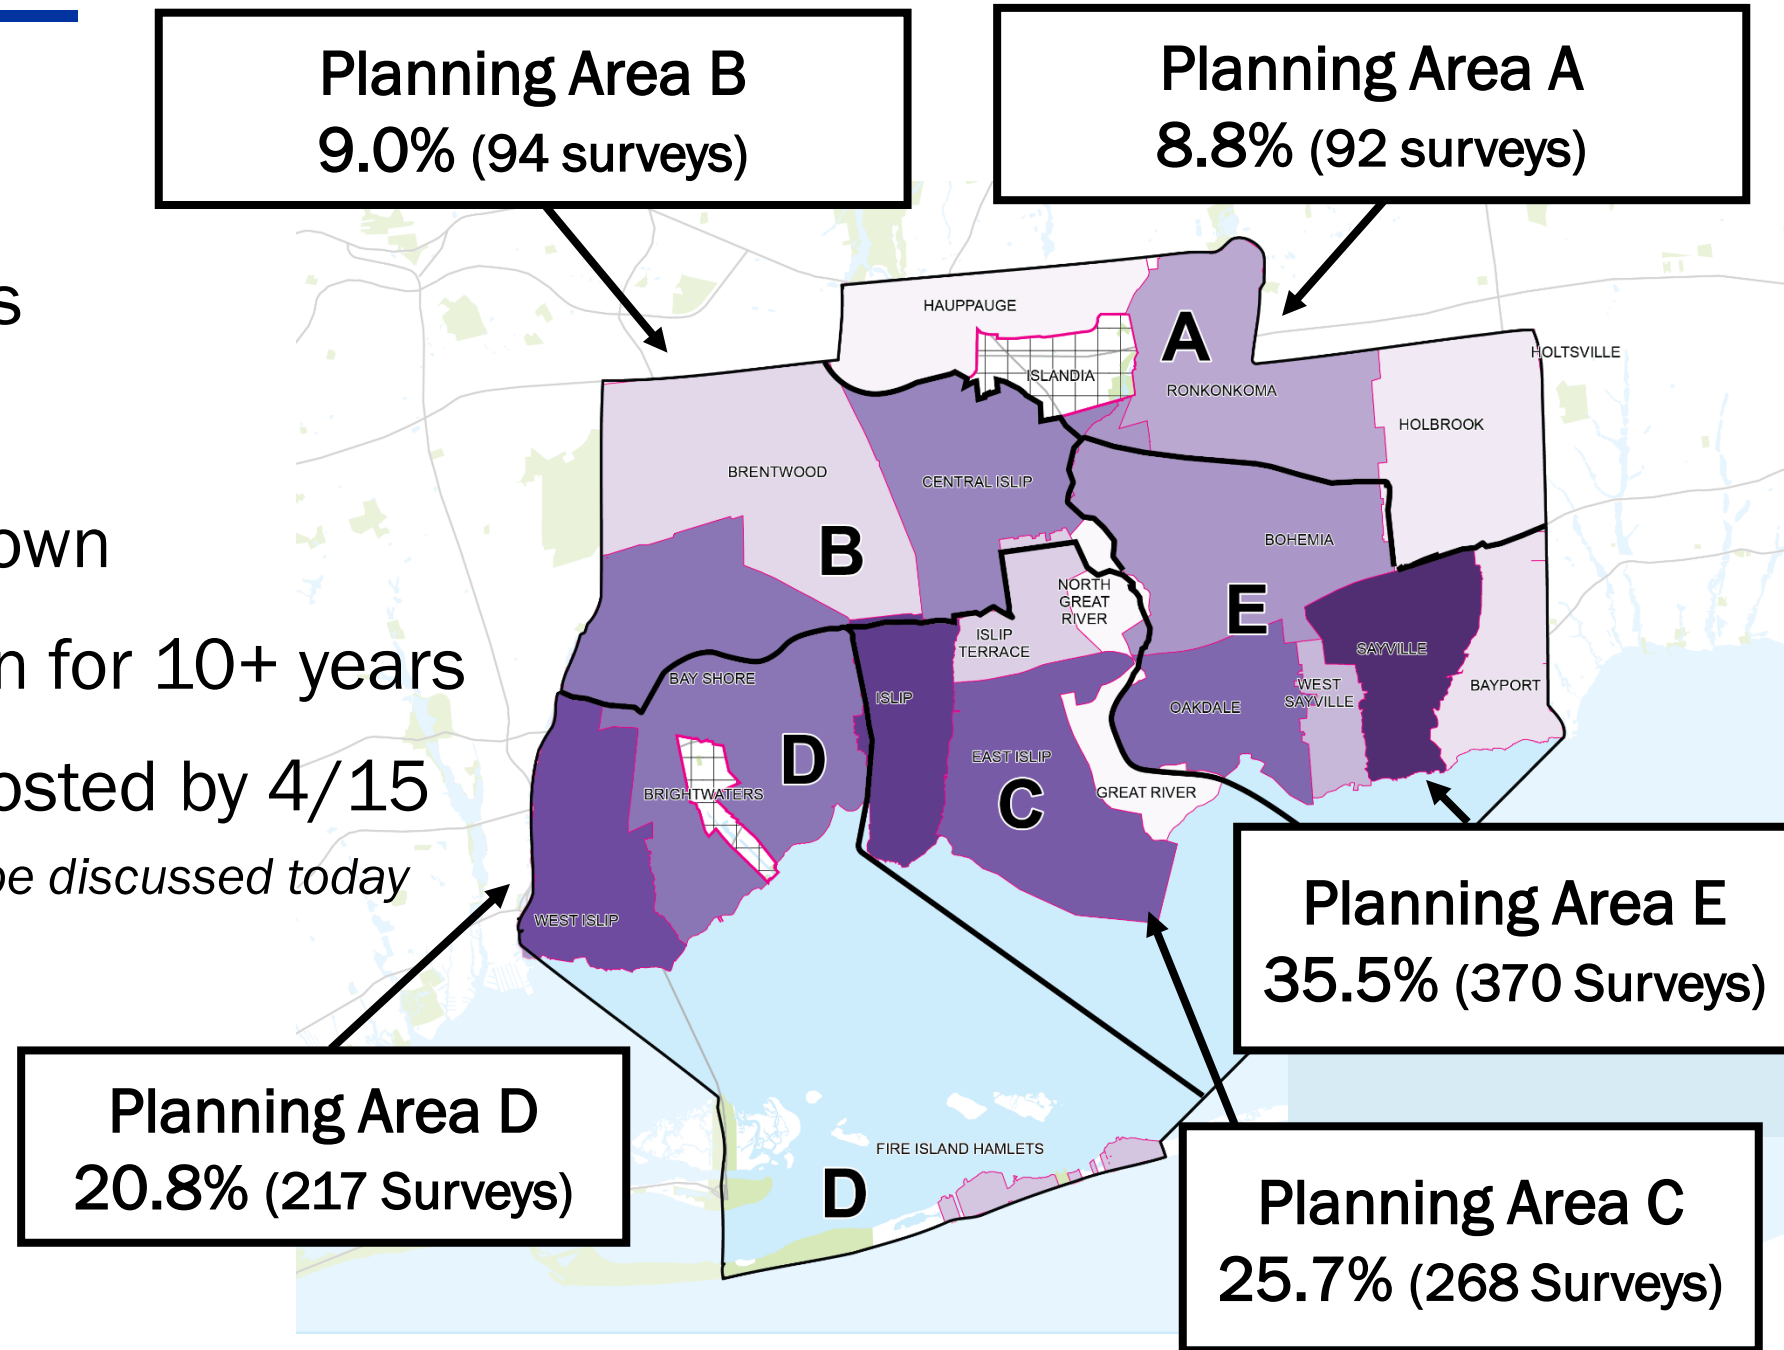 Planning Area B
9.0% (94 surveys)
Planning Area A
8.8% (92 surveys)
s
own
n for 10+ years
osted by 4/15
be discussed today
HAUPPAUGE
A
ISLANDIA
RONKONKOMA
HOLTSVILLE
HOLBROOK
BRENTWOOD
CENTRAL ISLIP
B
BOHEMIA
NORTH
GREAT
RIVER
E
ISLIP
TERRACE
SAYVILLE
BAY SHORE
ISLIP
WEST
SAYVILLE
BAYPORT
OAKDALE
D
EAST ISLIP
C
BRIGHTWATERS
GREAT RIVER
WEST ISLIP
Planning Area E
35.5% (370 Surveys)
Planning Area D
20.8% (217 Surveys)
FIRE ISLAND HAMLETS
D
Planning Area C
25.7% (268 Surveys)